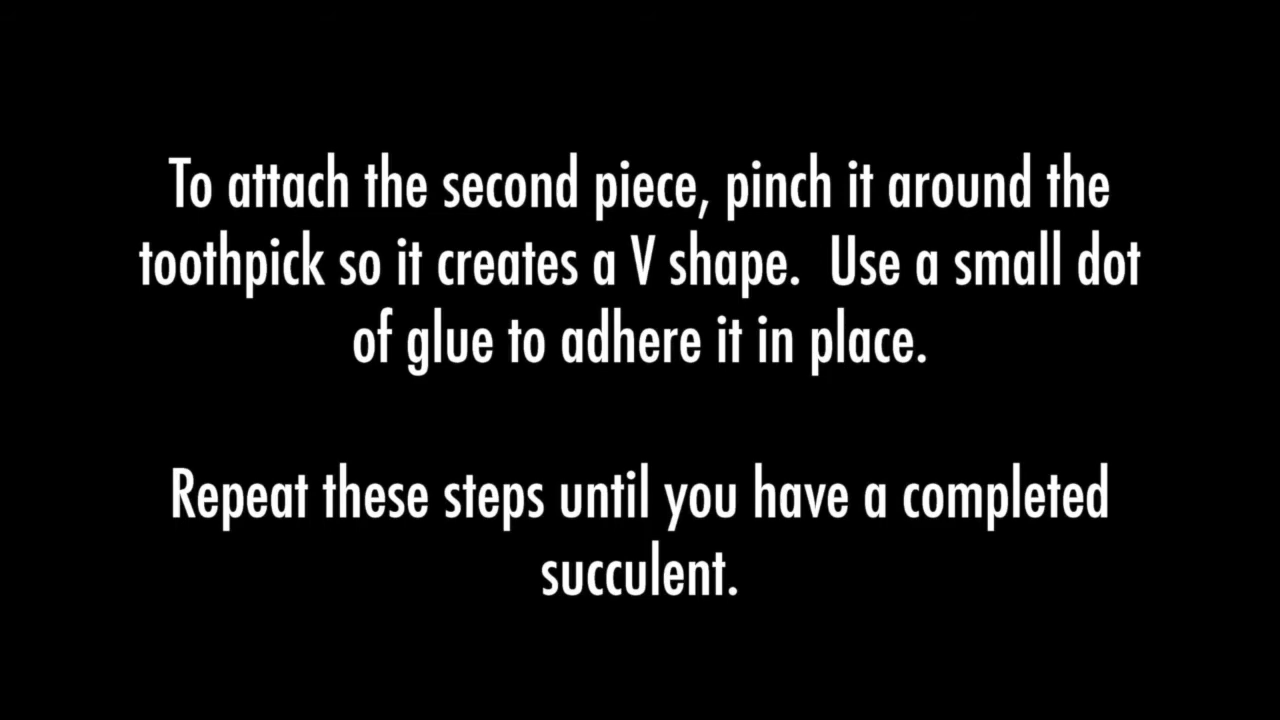 To attach the second piece, pinch it around the
toothpick so it creates a V shape.  Use a small dot
of glue to adhere it in place.
Repeat these steps until you have a completed
succulent.